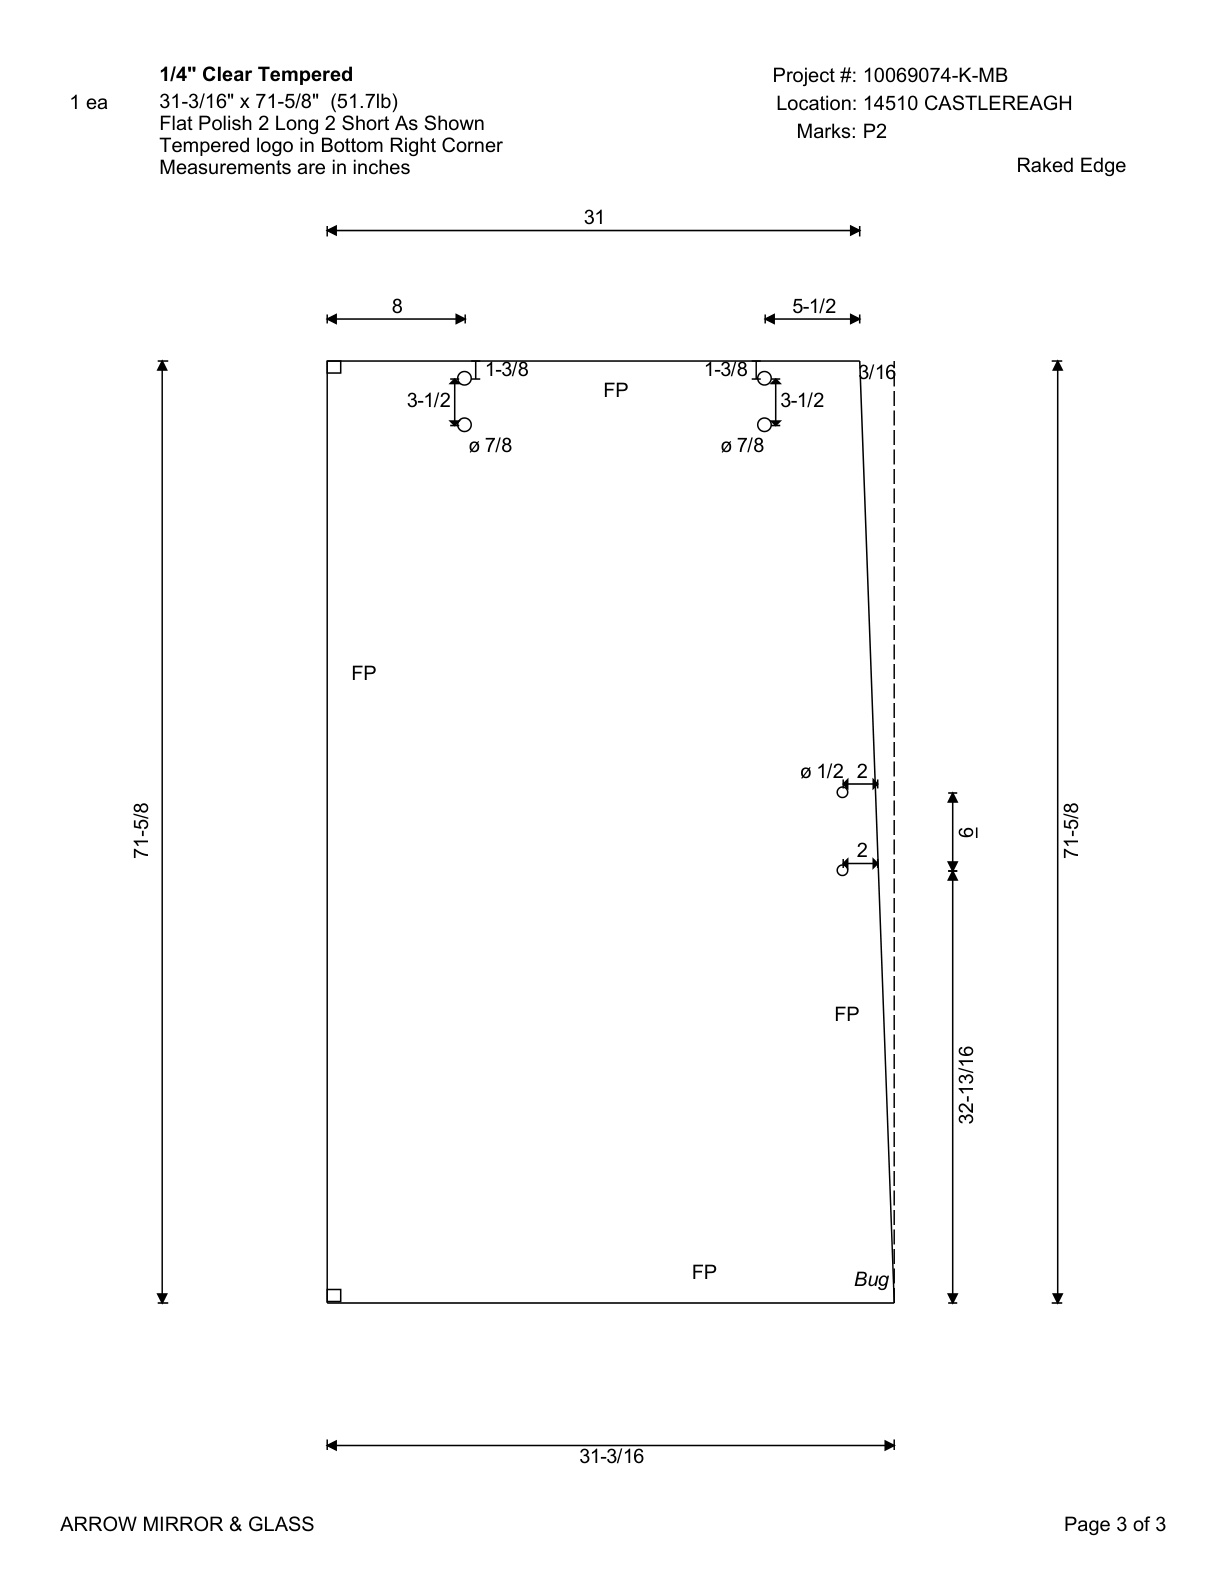 1/4" Clear Tempered
1 ea
31-3/16" x 71-5/8" (51.7lb)
Flat Polish 2 Long 2 Short As Shown
Tempered logo in Bottom Right Corner
Measurements are in inches
Project #: 10069074-K-MB
Location: 14510 CASTLEREAGH
Marks: P2
Raked Edge
31
8
5-1/2
1-3/8
1-3/8
3/16
FP
3-1/2
3-1/2
ø 7/8
ø 7/8
FP
ø 1/2
2
71-5/8
6
71-5/8
2
FP
32-13/16
FP
Bug
31-3/16
ARROW MIRROR & GLASS
Page 3 of 3